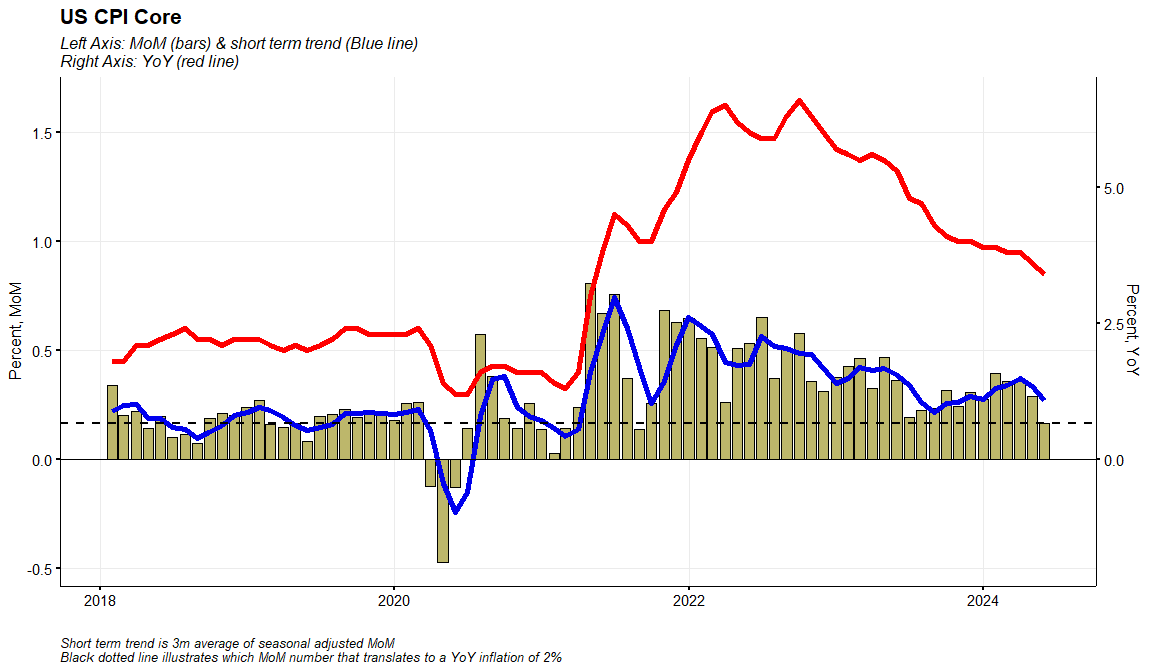 US CPI Core
Left Axis: MoM (bars) & short term trend (Blue line)
Right Axis: YoY (red line)
1.5
1.0
0.5
0.0
-0.5
Percent, MoM
5.0
2.5
0.0
Percent, YoY
2018
2020
2022
2024
Short term trend is 3m average of seasonal adjusted MoM
Black dotted line illustrates which MoM number that translates to a YoY inflation of 2%